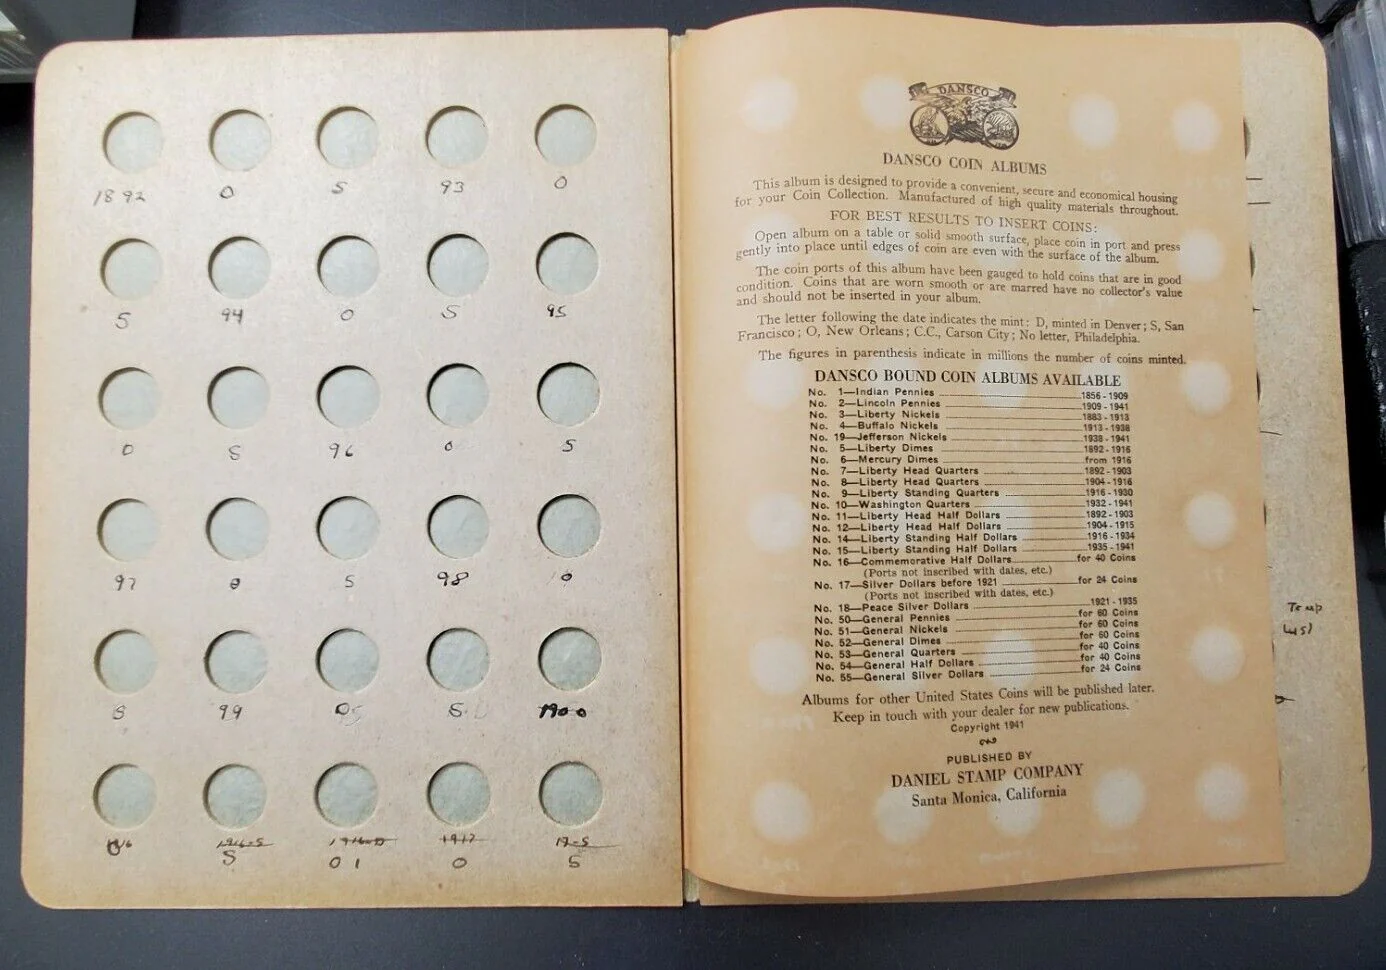 1892 O S 93 O
S 94 O S 95
O S 96 O S
97 O S 98 O
S 99 O S 1900
O S O 1 O S
DANSCO
DANSCO COIN ALBUMS
This album is designed to provide a convenient, secure and economical housing
for your Coin Collection. Manufactured of high quality materials throughout.
FOR BEST RESULTS TO INSERT COINS:
Open album on a table or solid smooth surface, place coin in port and press
gently into place until edges of coin are even with the surface of the album.
The coin ports of this album have been gauged to hold coins that are in good
condition. Coins that are worn smooth or are marred have no collector's value
and should not be inserted in your album.
The letter following the date indicates the mint: D, minted in Denver; S, San
Francisco; O, New Orleans; C.C., Carson City; No letter, Philadelphia.
The figures in parenthesis indicate in millions the number of coins minted.
DANSCO BOUND COIN ALBUMS AVAILABLE
No. 1—Indian Pennies 1856-1909
No. 2—Lincoln Pennies 1909-1941
No. 3—Liberty Nickels 1883-1913
No. 4—Buffalo Nickels 1913-1938
No. 19—Jefferson Nickels 1938-1941
No. 5—Liberty Dimes 1892-1916
No. 6—Mercury Dimes from 1916
No. 7—Liberty Head Quarters 1892-1903
No. 8—Liberty Head Quarters 1904-1916
No. 9—Liberty Standing Quarters 1916-1930
No. 10—Washington Quarters 1932-1941
No. 11—Liberty Head Half Dollars 1892-1903
No. 12—Liberty Head Half Dollars 1904-1915
No. 14—Liberty Standing Half Dollars 1916-1934
No. 15—Liberty Standing Half Dollars 1935-1941
No. 16—Commemorative Half Dollars for 40 Coins
(Ports not inscribed with dates, etc.)
No. 17—Silver Dollars before 1921 for 24 Coins
(Ports not inscribed with dates, etc.)
No. 18—Peace Silver Dollars 1921-1935
No. 50—General Pennies for 60 Coins
No. 51—General Nickels for 60 Coins
No. 52—General Dimes for 60 Coins
No. 53—General Quarters for 40 Coins
No. 54—General Half Dollars for 40 Coins
No. 55—General Silver Dollars for 24 Coins
Albums for other United States Coins will be published later.
Keep in touch with your dealer for new publications.
Copyright 1941
PUBLISHED BY
DANIEL STAMP COMPANY
Santa Monica, California
Temp